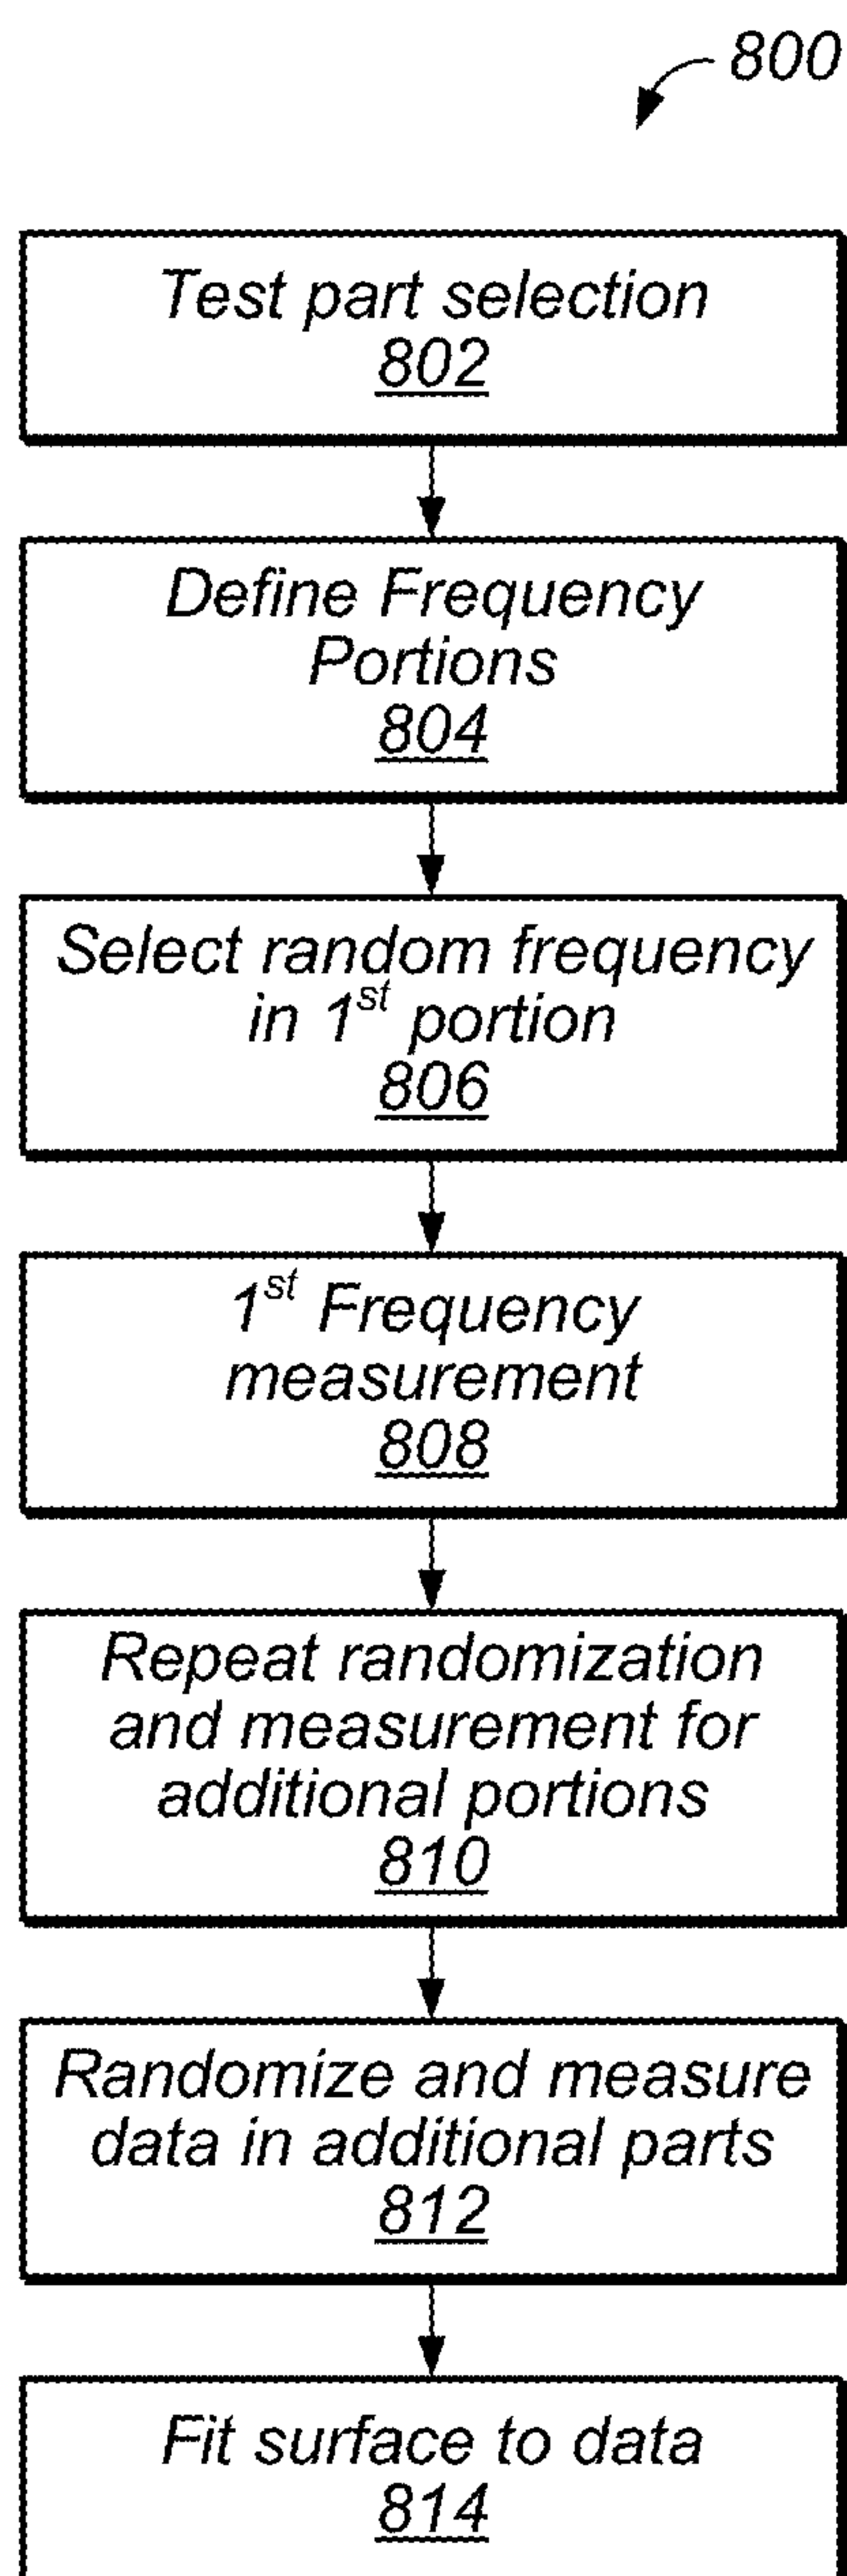 800
Test part selection
802
Define Frequency
Portions
804
Select random frequency
in 1st portion
806
1st Frequency
measurement
808
Repeat randomization
and measurement for
additional portions
810
Randomize and measure
data in additional parts
812
Fit surface to data
814